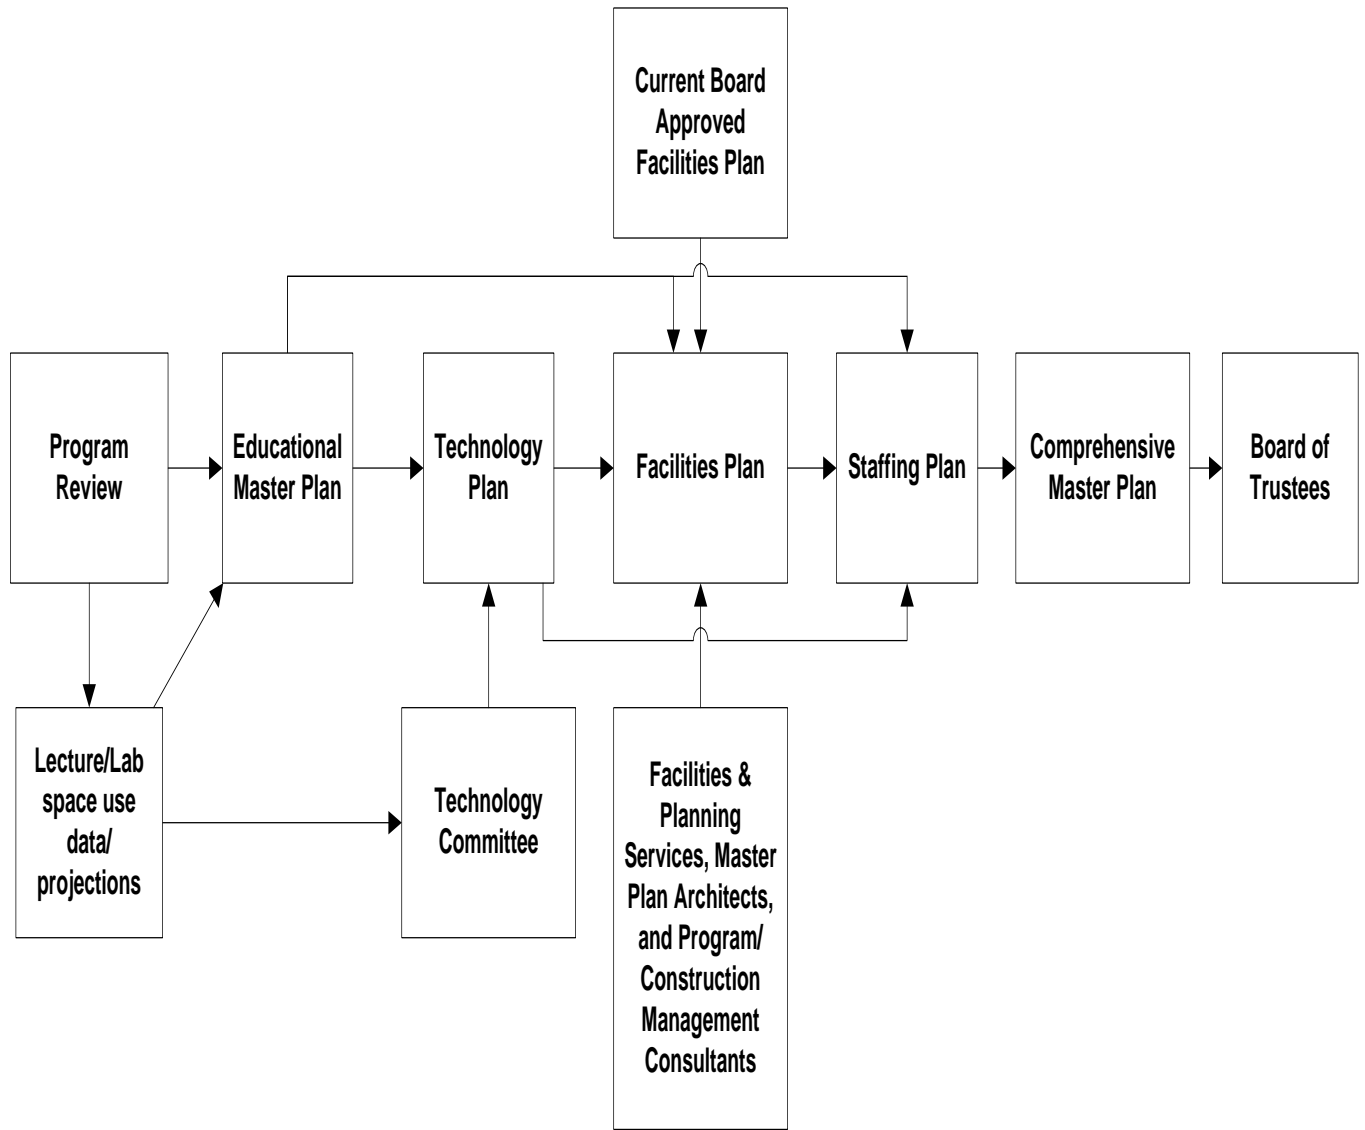 Current Board
Approved
Facilities Plan
Program
Review
Educational
Master Plan
Technology
Plan
Facilities Plan
Staffing Plan
Comprehensive
Master Plan
Board of
Trustees
Lecture/Lab
space use
data/
projections
Technology
Committee
Facilities &
Planning
Services, Master
Plan Architects,
and Program/
Construction
Management
Consultants